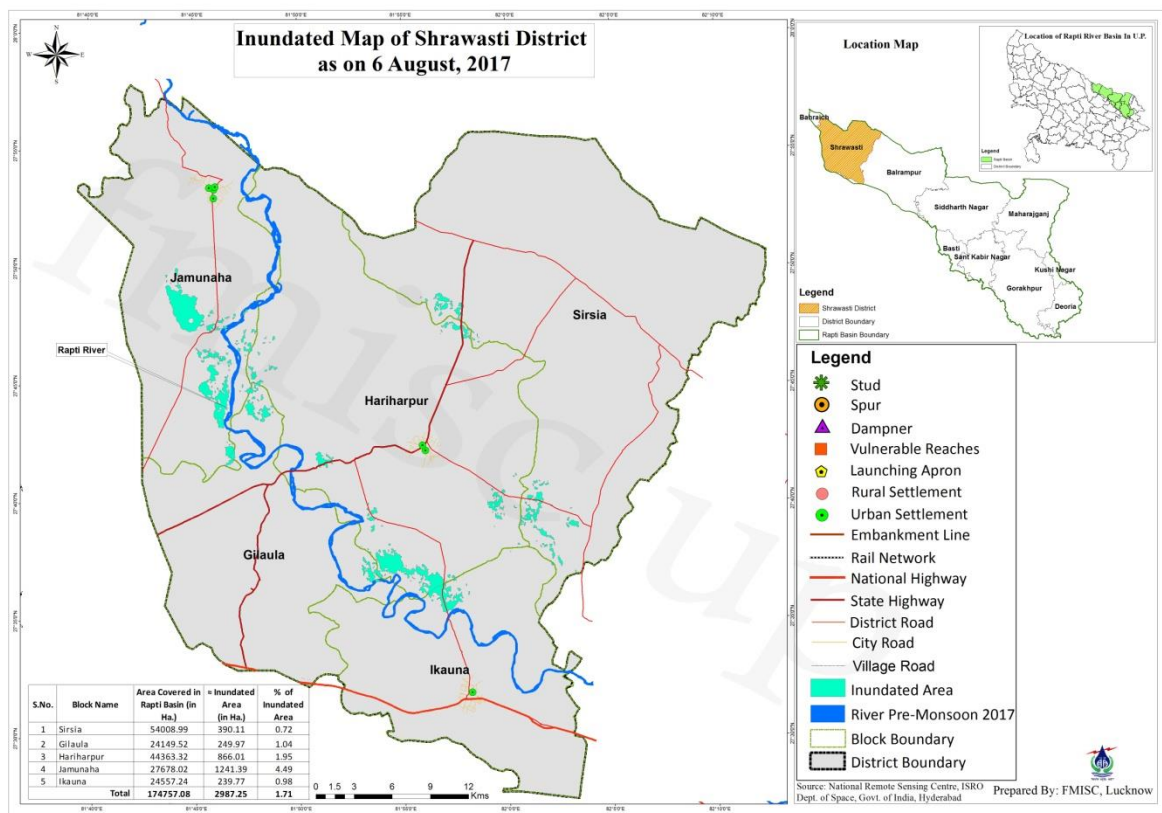 Inundated Map of Shrawasti District
as on 6 August, 2017
N
W
E
S
Jamunaha
Sirsia
Rapti River
Hariharpur
Gilaula
Ikauna
S.No. Block Name Area Covered in Rapti Basin (in Ha.) ≈ Inundated Area (in Ha.) % of Inundated Area
1 Sirsia 54008.99 390.11 0.72
2 Gilaula 24149.52 249.97 1.04
3 Hariharpur 44363.32 866.01 1.95
4 Jamunaha 27678.02 1241.39 4.49
5 Ikauna 24557.24 239.77 0.98
Total 174757.08 2987.25 1.71
0 1.5 3 6 9 12
Kms
fmiscup
Location Map
Location of Rapti River Basin In U.P.
Legend
Rapti Basin
District Boundary
Bahraich
Shrawasti
Balrampur
Siddharth Nagar
Maharajganj
Basti
Sant Kabir Nagar
Kushi Nagar
Gorakhpur
Deoria
Legend
Shrawasti District
District Boundary
Rapti Basin Boundary
Legend
Stud
Spur
Dampner
Vulnerable Reaches
Launching Apron
Rural Settlement
Urban Settlement
Embankment Line
Rail Network
National Highway
State Highway
District Road
City Road
Village Road
Inundated Area
River Pre-Monsoon 2017
Block Boundary
District Boundary
Source: National Remote Sensing Centre, ISRO
Dept. of Space, Govt. of India, Hyderabad
Prepared By: FMISC, Lucknow